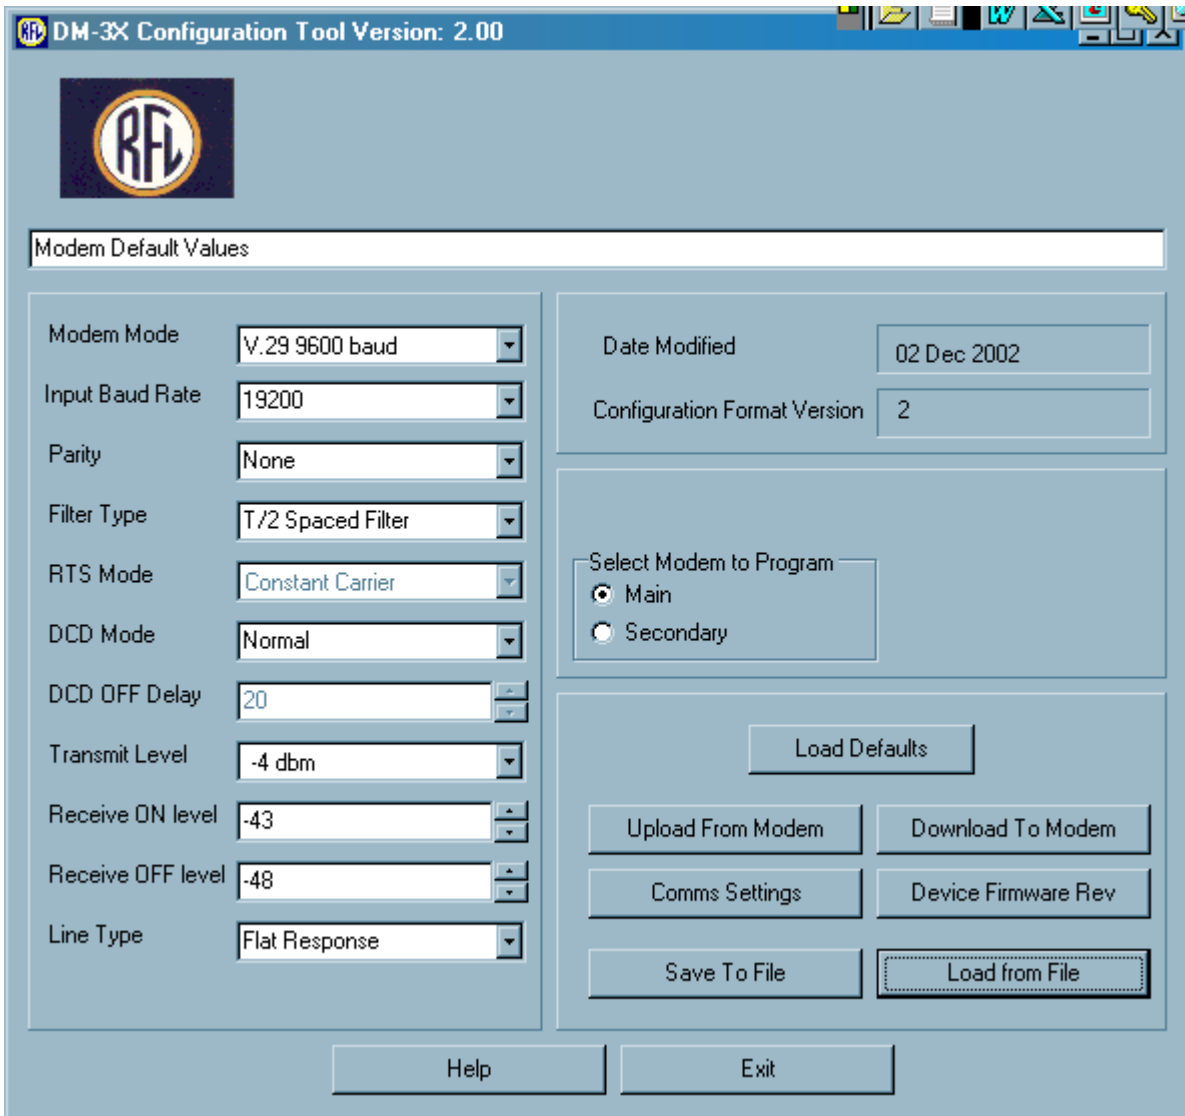 DM-3X Configuration Tool Version: 2.00
RFL
Modem Default Values
Modem Mode
V.29 9600 baud
Input Baud Rate
19200
Parity
None
Filter Type
T/2 Spaced Filter
RTS Mode
Constant Carrier
DCD Mode
Normal
DCD OFF Delay
20
Transmit Level
-4 dbm
Receive ON level
-43
Receive OFF level
-48
Line Type
Flat Response
Date Modified
02 Dec 2002
Configuration Format Version
2
Select Modem to Program
Main
Secondary
Load Defaults
Upload From Modem
Download To Modem
Comms Settings
Device Firmware Rev
Save To File
Load from File
Help
Exit